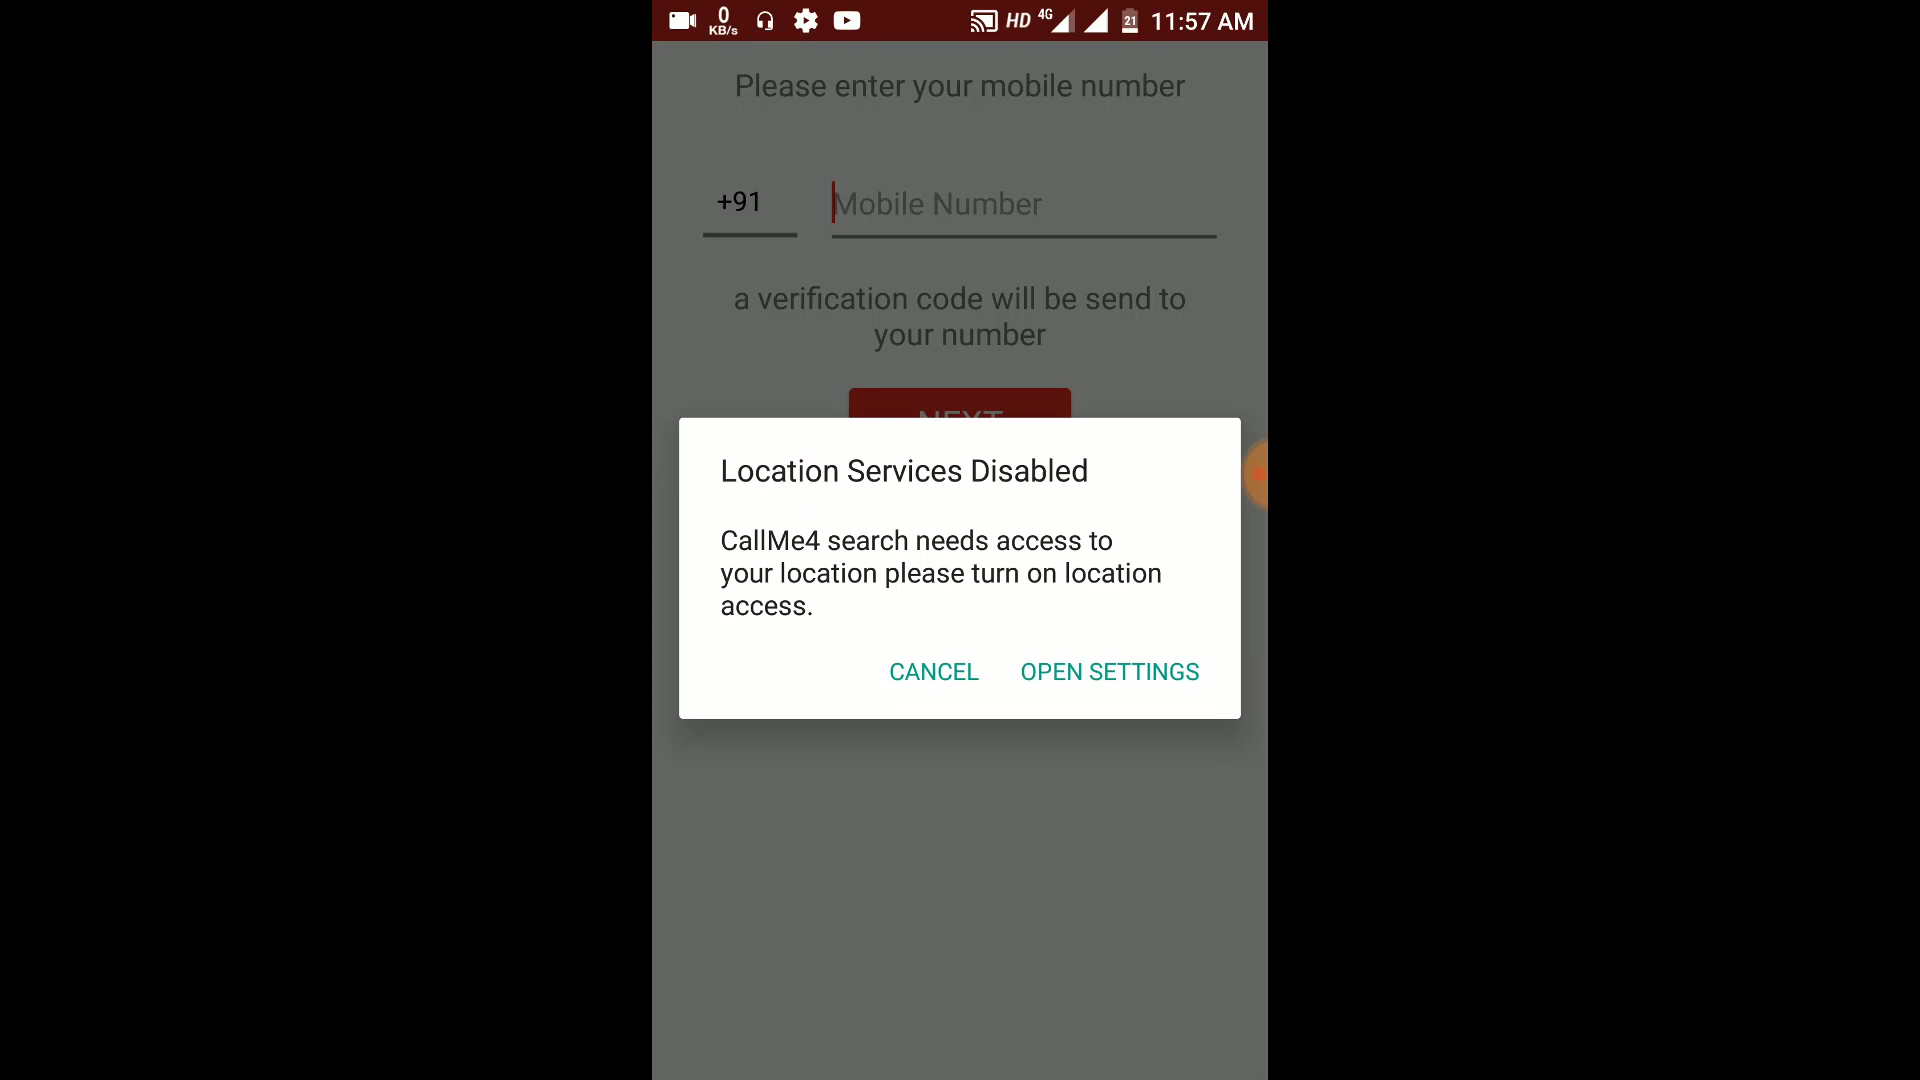 0
KB/s
HD 4G 21 11:57 AM
Please enter your mobile number
+91 Mobile Number
a verification code will be send to
your number
NEXT
Location Services Disabled
CallMe4 search needs access to
your location please turn on location
access.
CANCEL OPEN SETTINGS